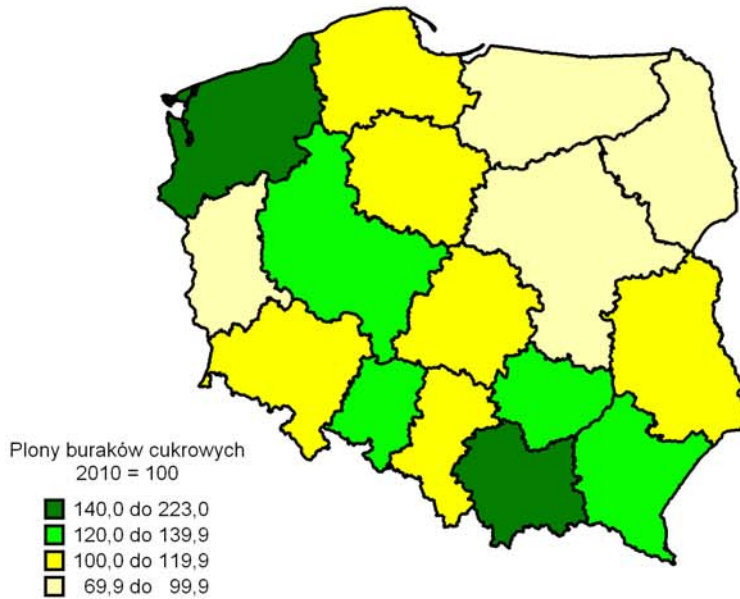 Plony buraków cukrowych
2010 = 100
140,0 do 223,0
120,0 do 139,9
100,0 do 119,9
69,9 do 99,9